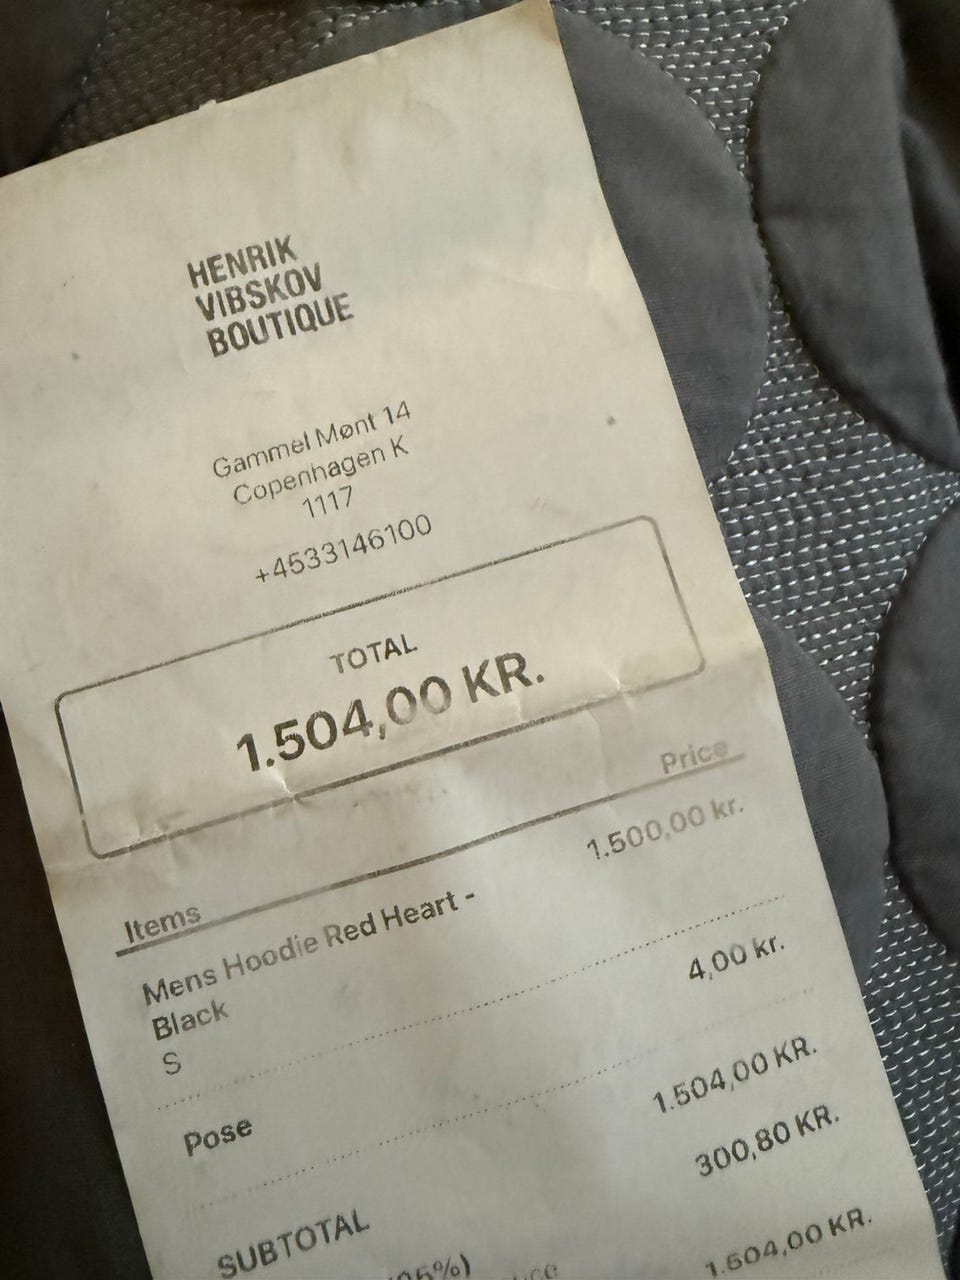 HENRIK
VIBSKOV
BOUTIQUE
Gammel Mønt 14
Copenhagen K
1117
+4533146100
TOTAL
1.504,00 KR.
Items Price
Mens Hoodie Red Heart - 1.500,00 kr.
Black
S
Pose 4,00 kr.
SUBTOTAL 1.504,00 KR.
300,80 KR.
1.504,00 KR.